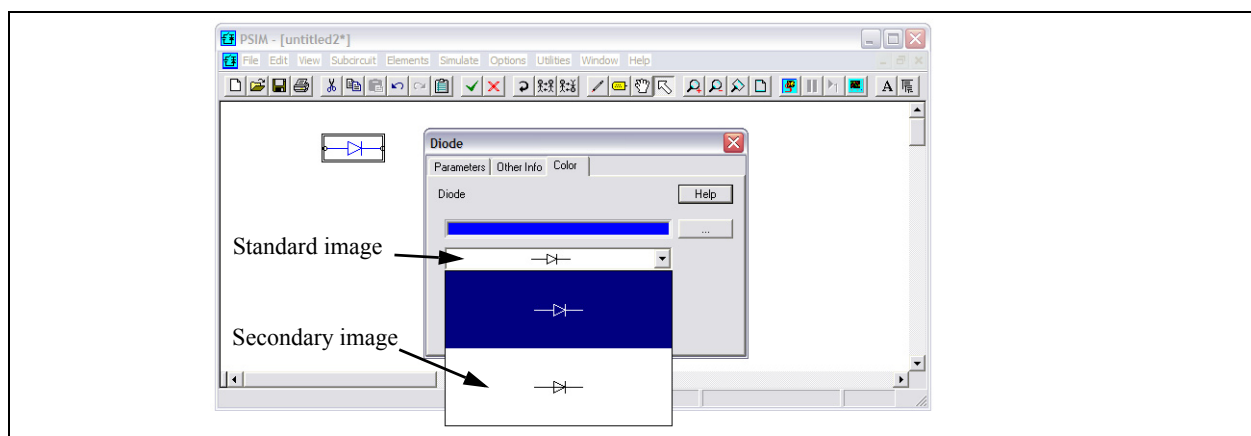 PSIM - [untitled2*]
File Edit View Subcircuit Elements Simulate Options Utilities Window Help
A
Diode
Parameters Other Info Color
Diode
Help
...
Standard image
Secondary image